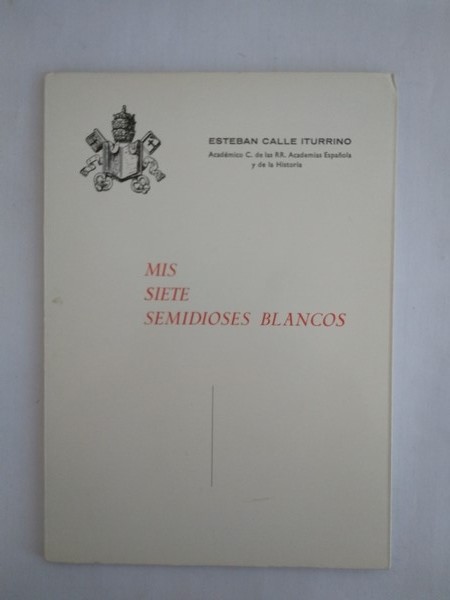 ESTEBAN CALLE ITURRINO
Académico C. de las RR. Academias Española
y de la Historia
MIS
SIETE
SEMIDIOSES BLANCOS